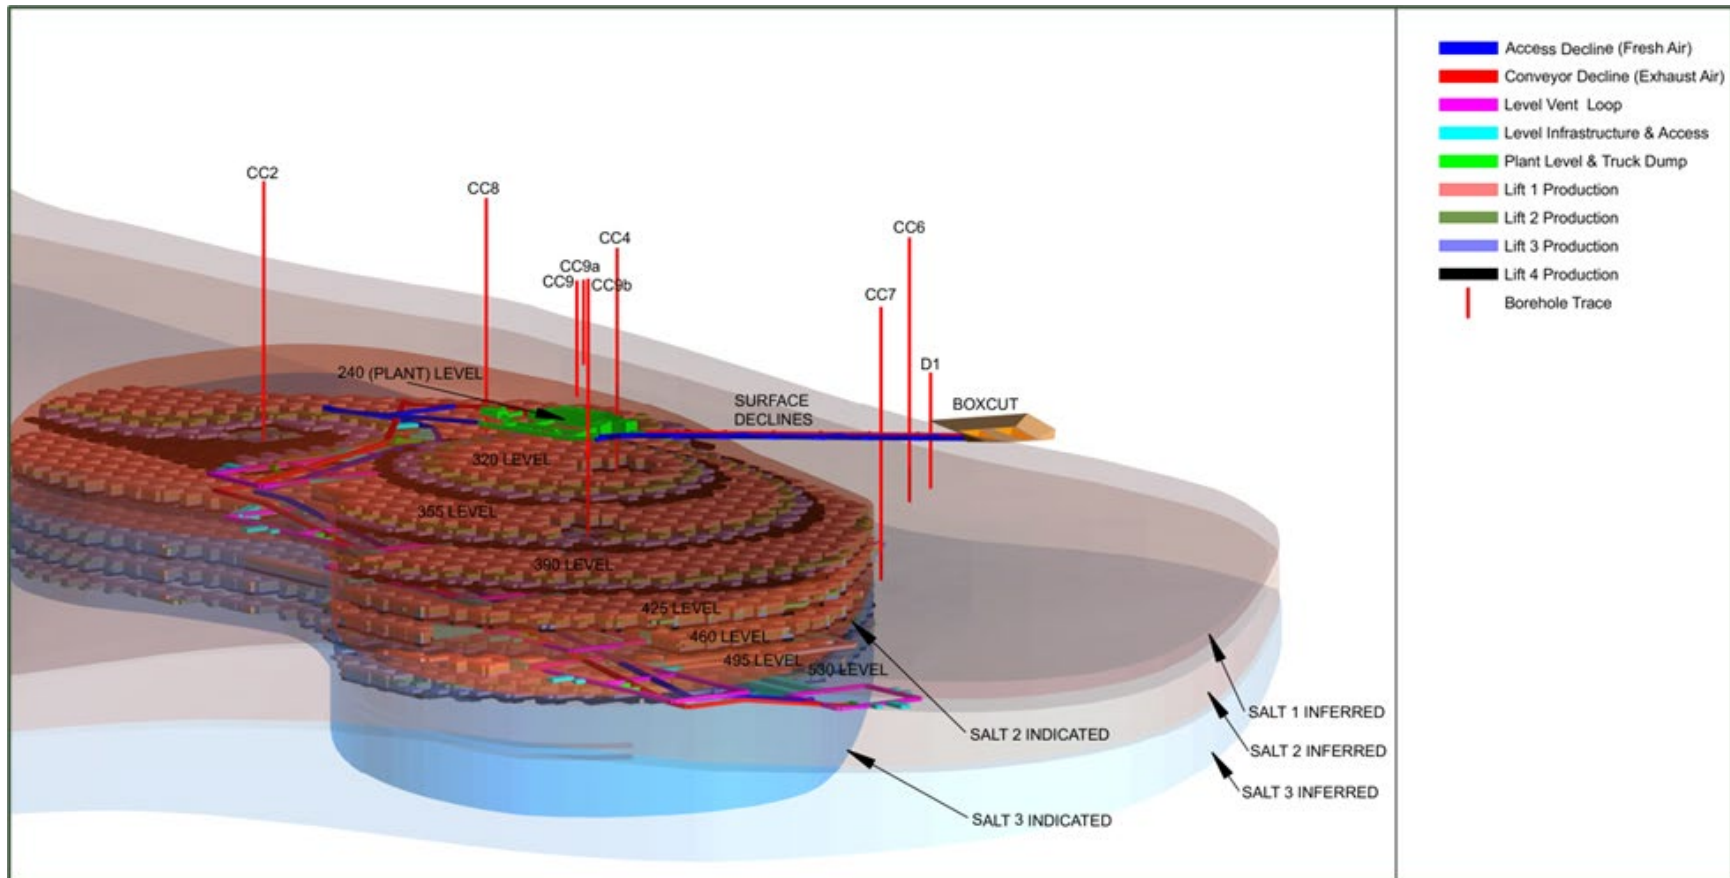 CC2
CC8
CC4
CC6
CC9a
CC9
CC9b
CC7
D1
240 (PLANT) LEVEL
SURFACE
DECLINES
BOXCUT
320 LEVEL
355 LEVEL
390 LEVEL
425 LEVEL
460 LEVEL
495 LEVEL
530 LEVEL
SALT 1 INFERRED
SALT 2 INDICATED
SALT 2 INFERRED
SALT 3 INFERRED
SALT 3 INDICATED
Access Decline (Fresh Air)
Conveyor Decline (Exhaust Air)
Level Vent Loop
Level Infrastructure & Access
Plant Level & Truck Dump
Lift 1 Production
Lift 2 Production
Lift 3 Production
Lift 4 Production
Borehole Trace